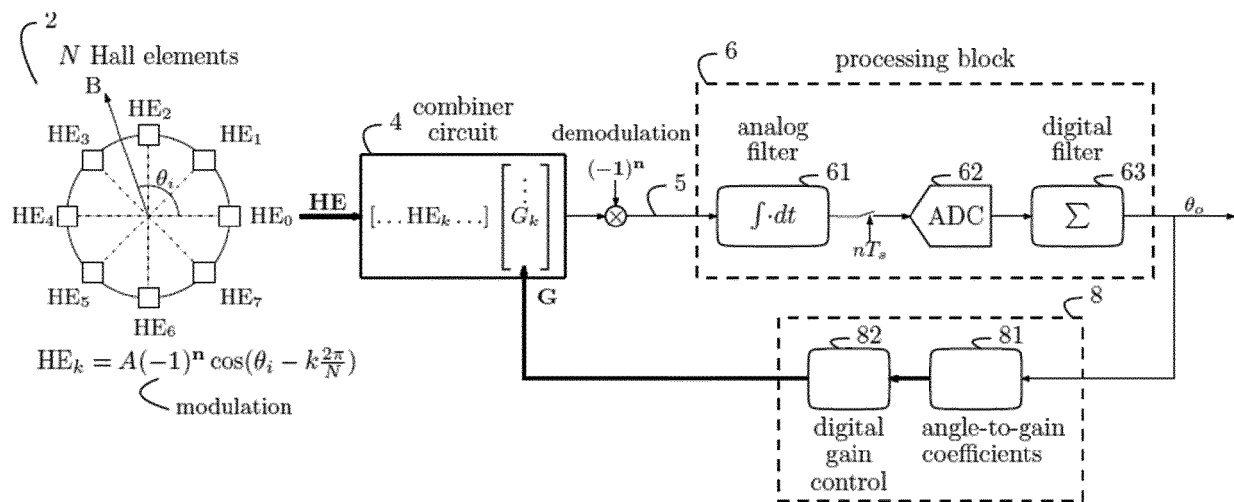 2
N Hall elements
B
HE₂
HE₃
HE₁
θᵢ
HE₄
HE₀
HE₅
HE₇
HE₆
HEₖ = A(−1)ⁿ cos(θᵢ − k 2π/N)
modulation
HE
4
combiner
circuit
[...HEₖ...]
⋮
Gₖ
G
demodulation
(−1)ⁿ
5
6
processing block
analog
filter
61
∫·dt
nTₛ
62
ADC
digital
filter
63
Σ
θₒ
8
82
81
digital
gain
control
angle-to-gain
coefficients